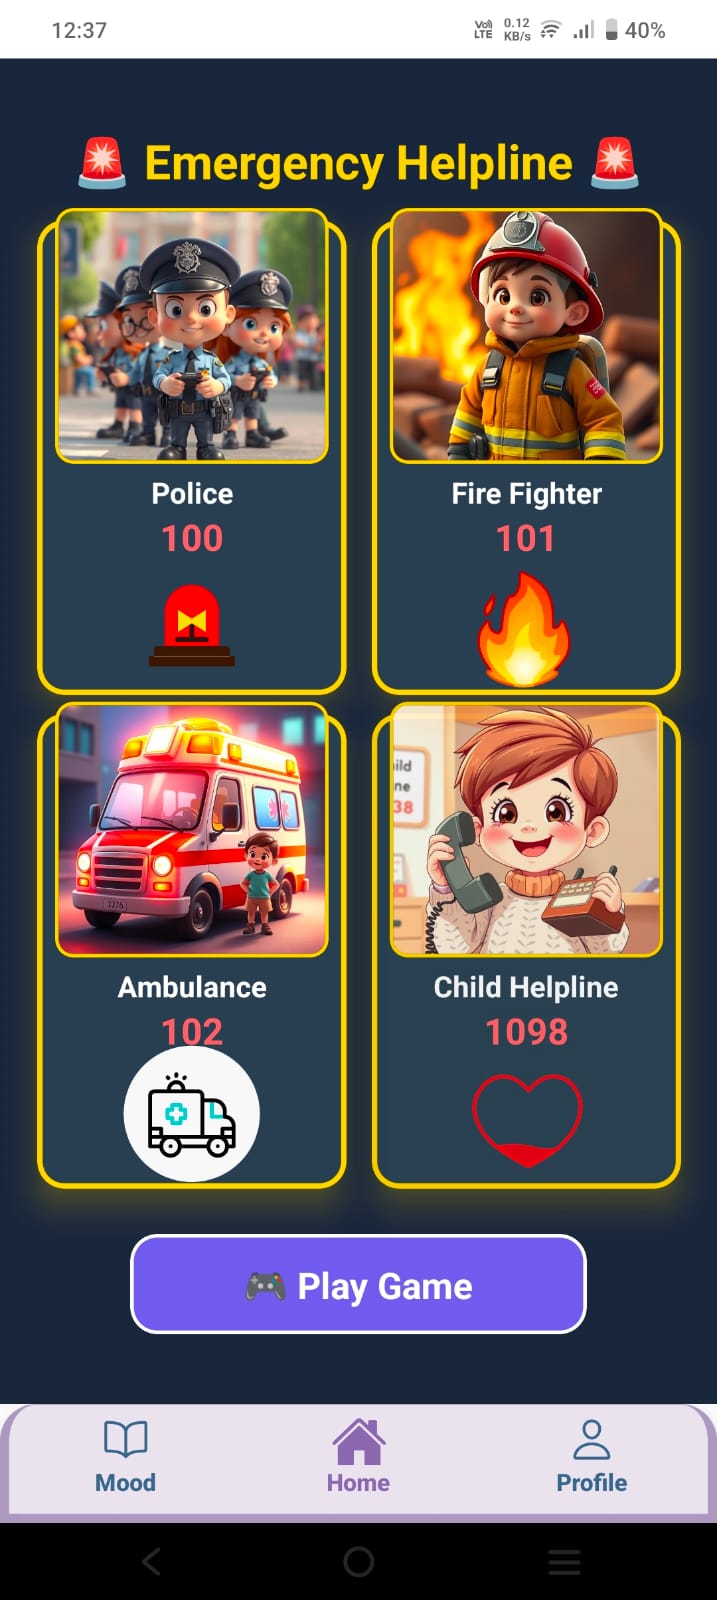 12:37
Vo)) LTE 0.12 KB/s 40%
Emergency Helpline
Police
100
Fire Fighter
101
Ambulance
102
Child Helpline
1098
ild
ne
38
1276
Play Game
Mood
Home
Profile